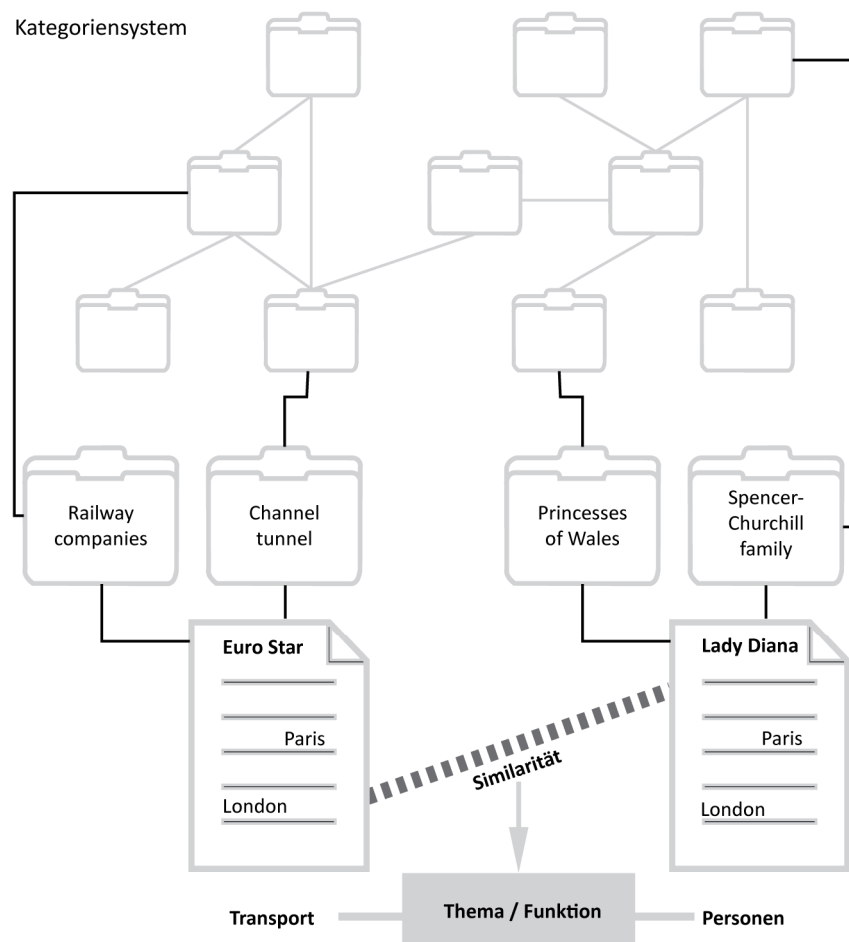 Kategoriensystem
Railway
companies
Channel
tunnel
Princesses
of Wales
Spencer-
Churchill
family
Euro Star
Paris
London
Lady Diana
Paris
London
Similarität
Thema / Funktion
Transport
Personen